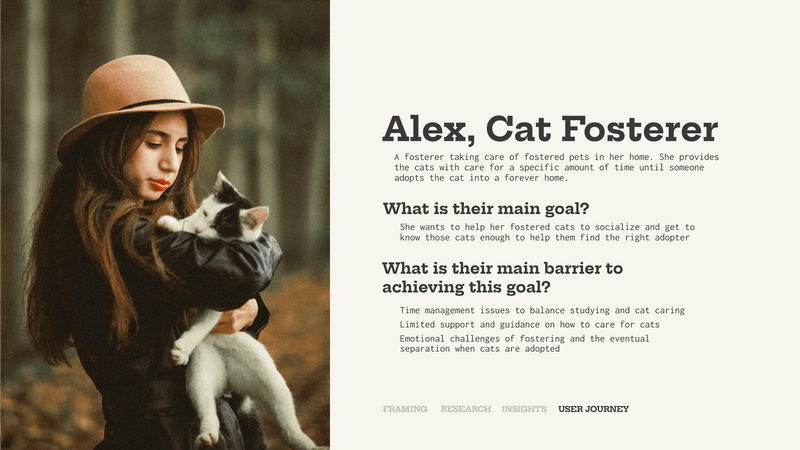 Alex, Cat Fosterer
A fosterer taking care of fostered pets in her home. She provides
the cats with care for a specific amount of time until someone
adopts the cat into a forever home.
What is their main goal?
She wants to help her fostered cats to socialize and get to
know those cats enough to help them find the right adopter
What is their main barrier to
achieving this goal?
Time management issues to balance studying and cat caring
Limited support and guidance on how to care for cats
Emotional challenges of fostering and the eventual
separation when cats are adopted
FRAMING RESEARCH INSIGHTS USER JOURNEY